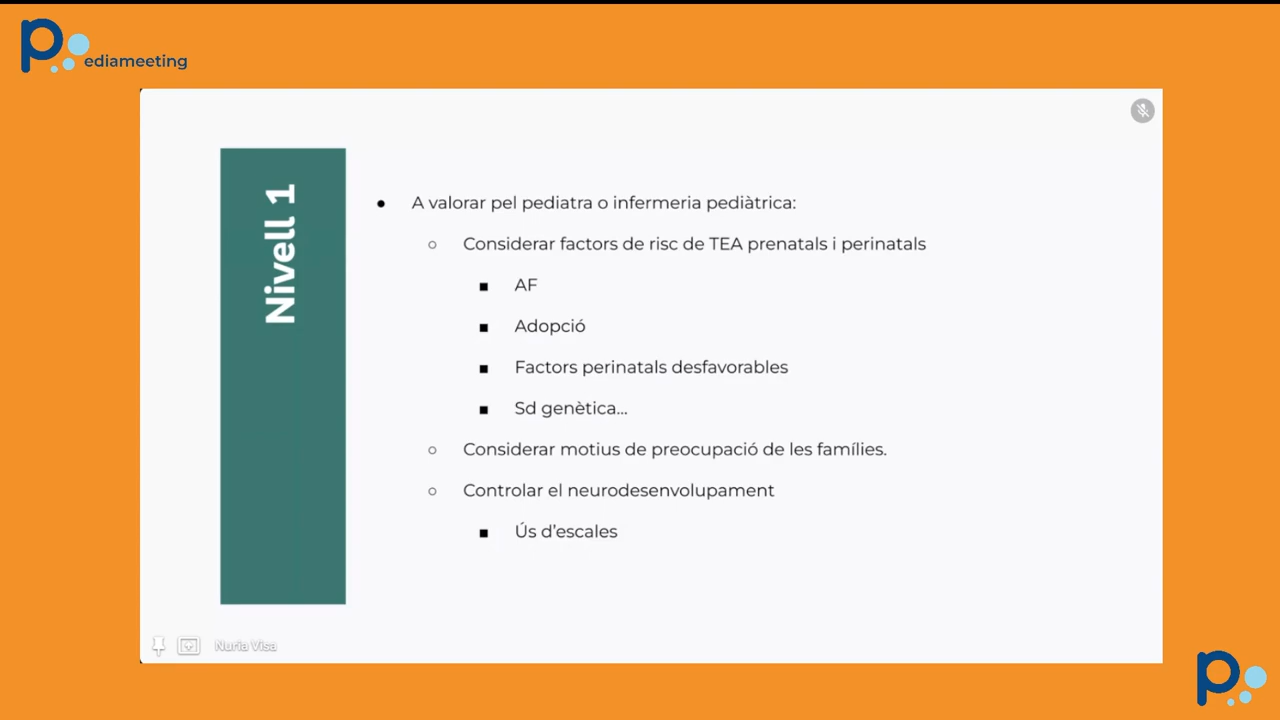 Pediameeting
Nivell 1
● A valorar pel pediatra o infermeria pediàtrica:
○ Considerar factors de risc de TEA prenatals i perinatals
■ AF
■ Adopció
■ Factors perinatals desfavorables
■ Sd genètica...
○ Considerar motius de preocupació de les famílies.
○ Controlar el neurodesenvolupament
■ Ús d’escales
Nuria Visa
P